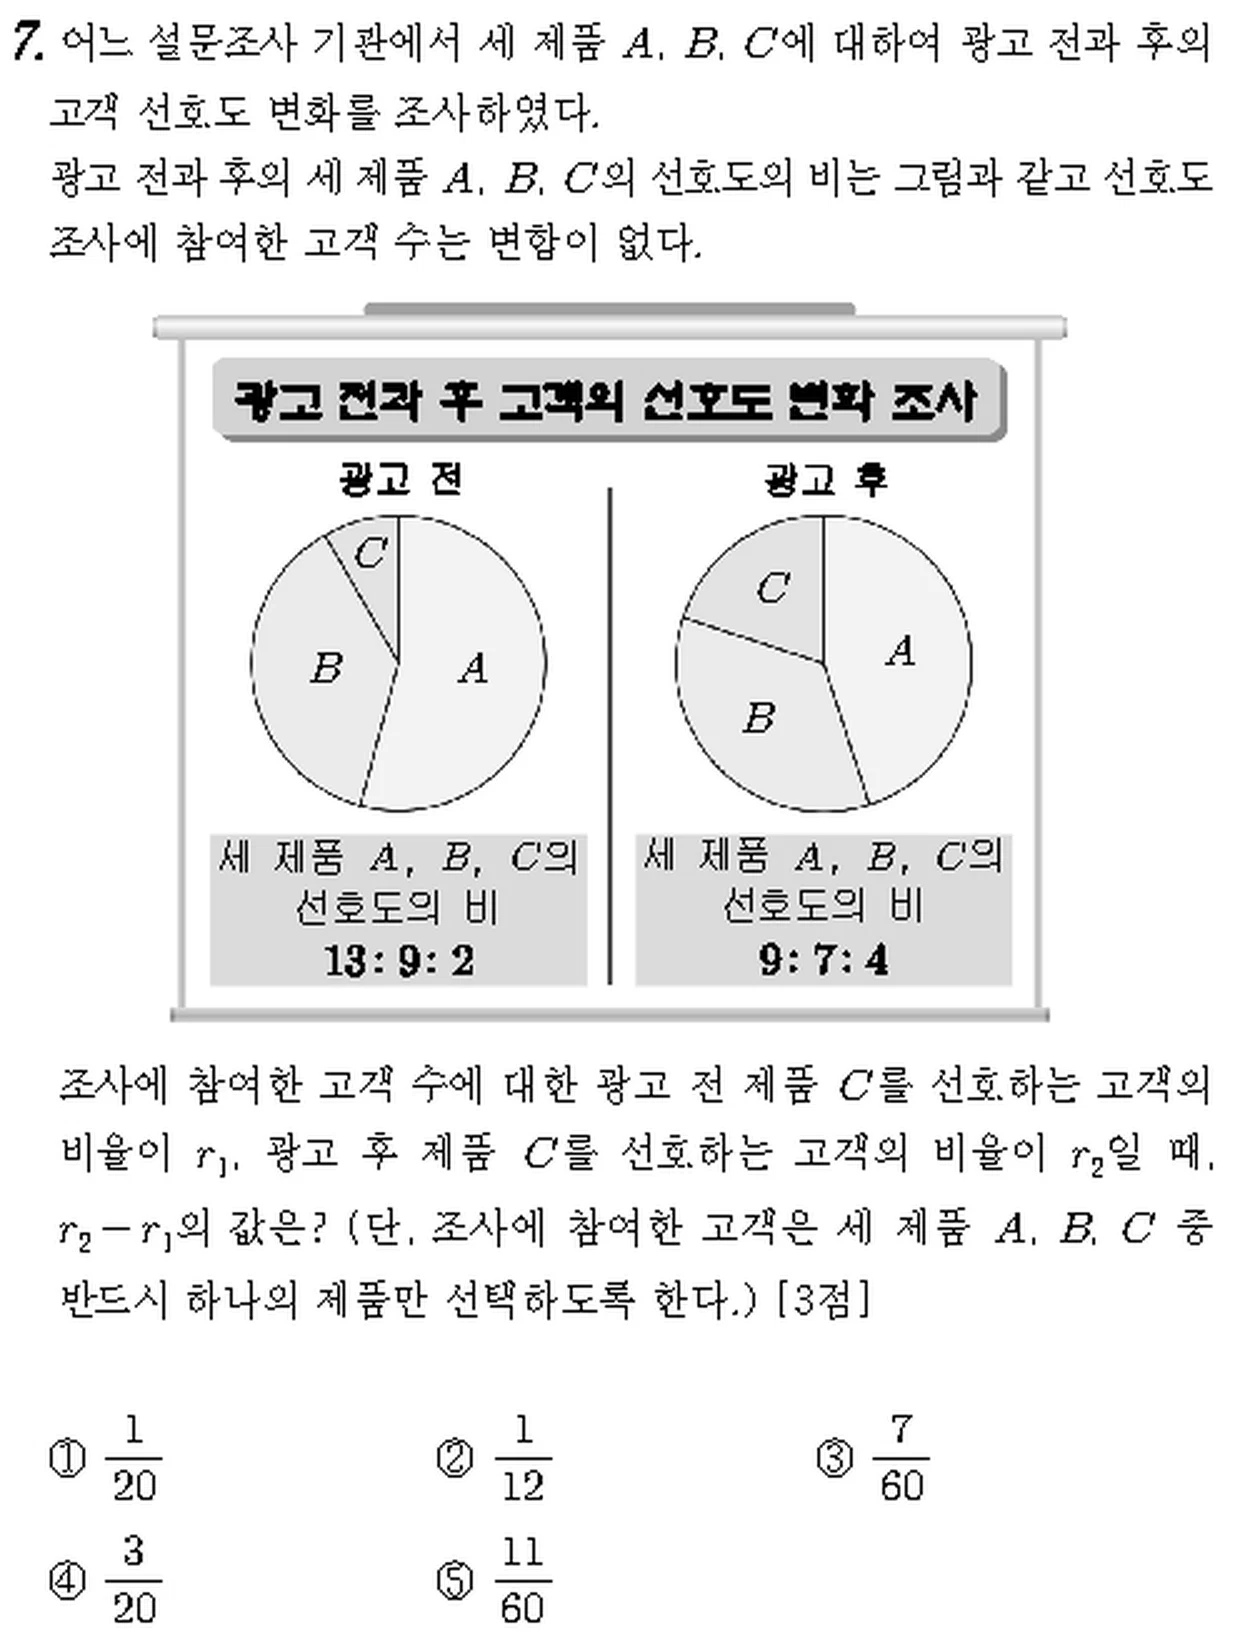 7. 어느 설문조사 기관에서 세 제품 A, B, C에 대하여 광고 전과 후의
고객 선호도 변화를 조사하였다.
광고 전과 후의 세 제품 A, B, C의 선호도의 비는 그림과 같고 선호도
조사에 참여한 고객 수는 변함이 없다.
광고 전과 후 고객의 선호도 변화 조사
광고 전
C
B
A
세 제품 A, B, C의
선호도의 비
13 : 9 : 2
광고 후
C
A
B
세 제품 A, B, C의
선호도의 비
9 : 7 : 4
조사에 참여한 고객 수에 대한 광고 전 제품 C를 선호하는 고객의
비율이 r₁, 광고 후 제품 C를 선호하는 고객의 비율이 r₂일 때,
r₂ − r₁의 값은? (단, 조사에 참여한 고객은 세 제품 A, B, C 중
반드시 하나의 제품만 선택하도록 한다.) [3점]
① 1/20 ② 1/12 ③ 7/60
④ 3/20 ⑤ 11/60